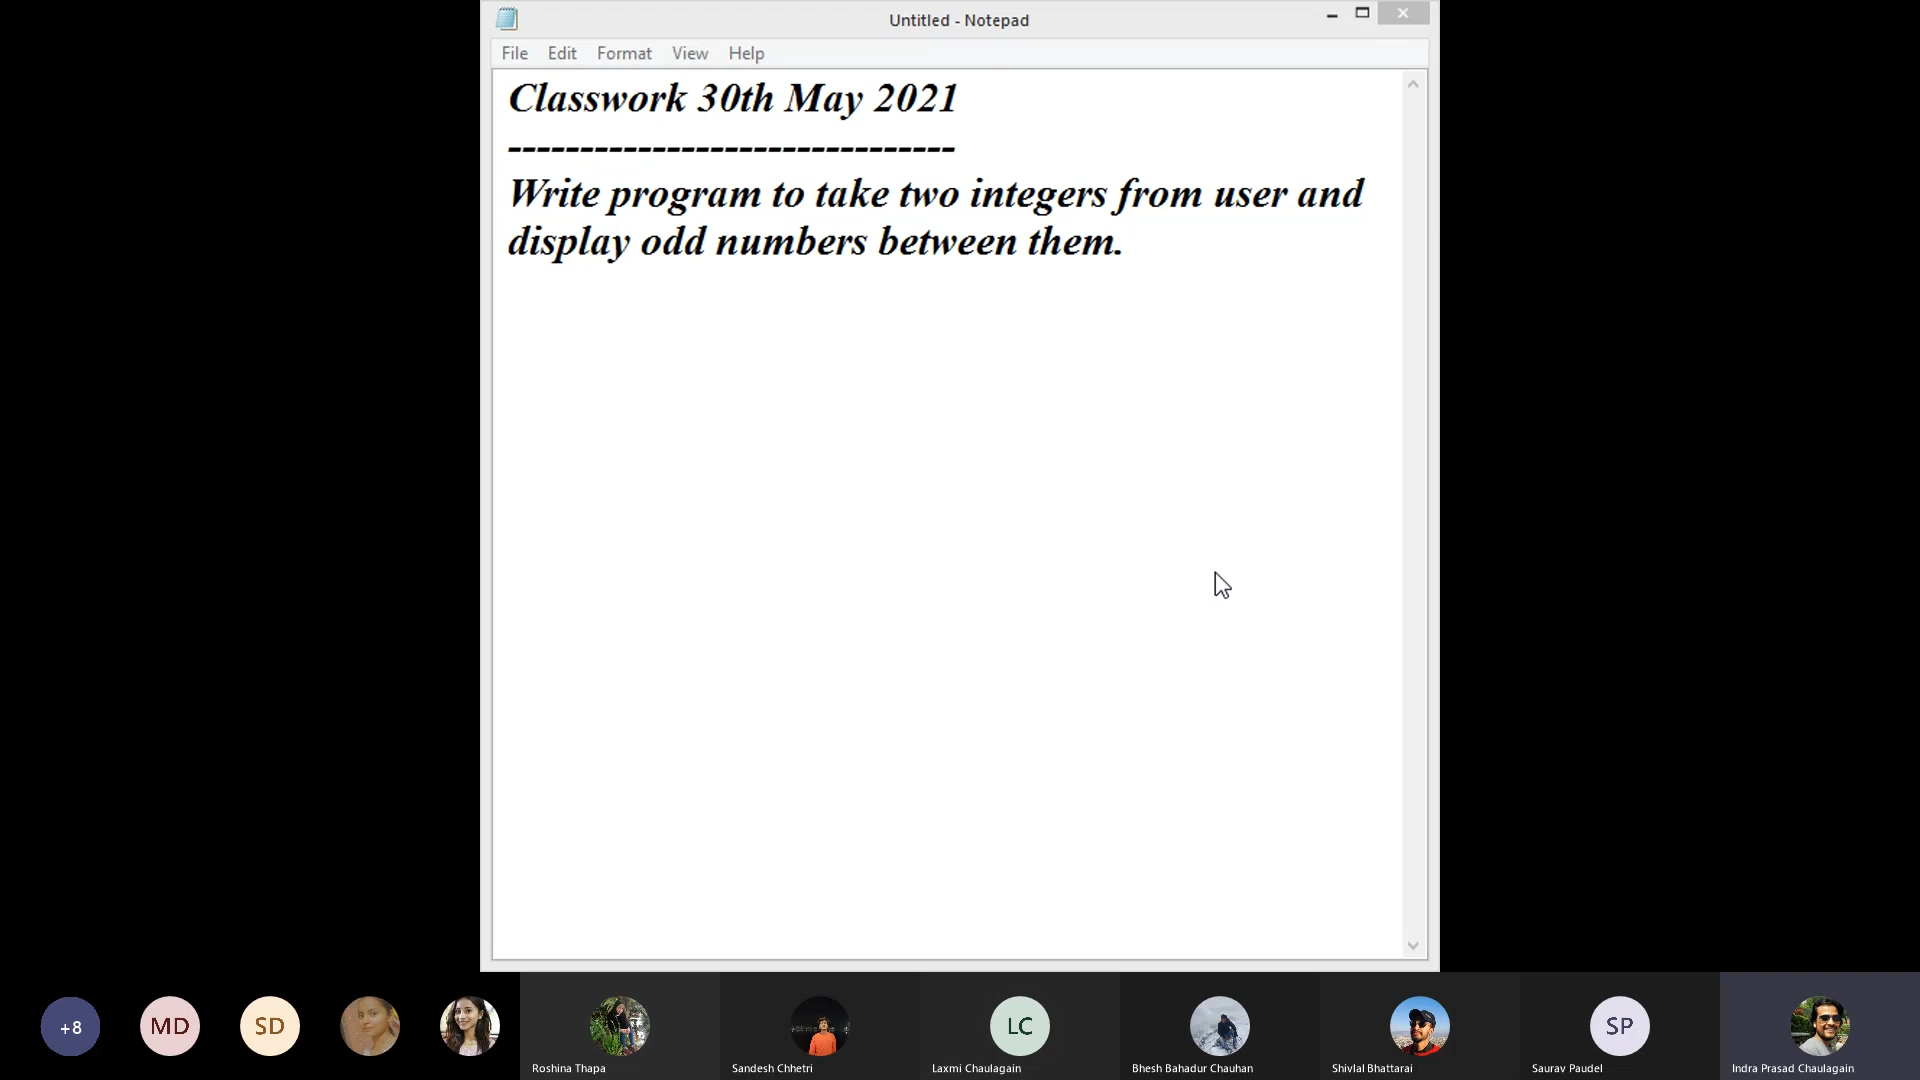 Untitled - Notepad
File Edit Format View Help
Classwork 30th May 2021
-------------------------------
Write program to take two integers from user and
display odd numbers between them.
+8 MD SD LC SP
Roshina Thapa Sandesh Chhetri Laxmi Chaulagain Bhesh Bahadur Chauhan Shivlal Bhattarai Saurav Paudel Indra Prasad Chaulagain